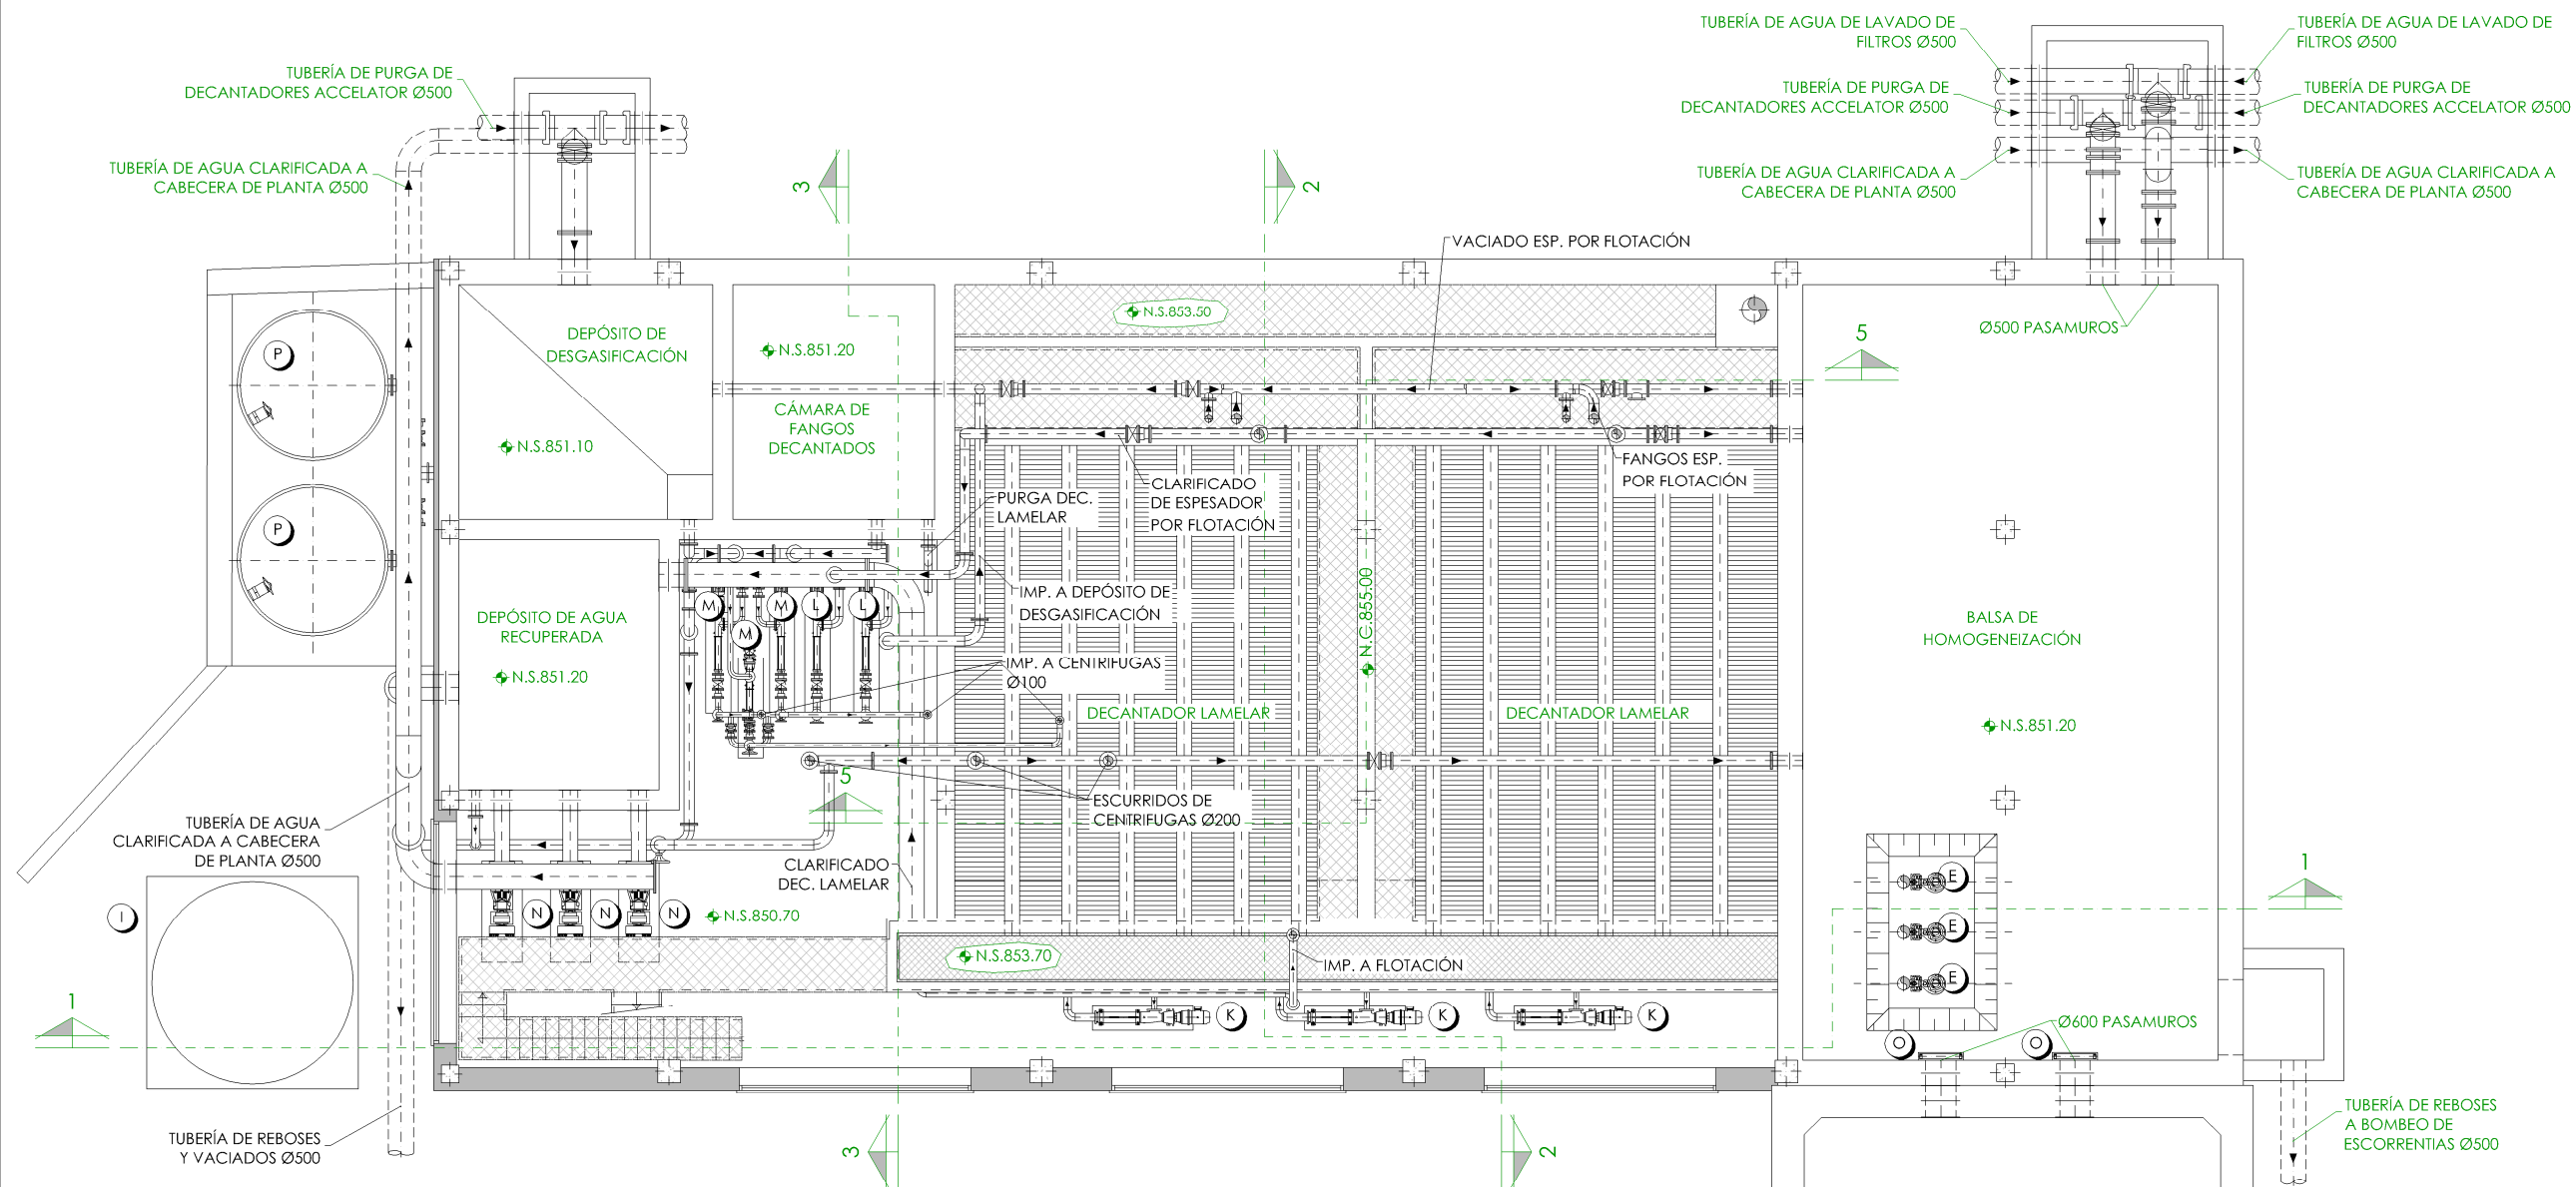 TUBERÍA DE AGUA DE LAVADO DE
FILTROS Ø500
TUBERÍA DE AGUA DE LAVADO DE
FILTROS Ø500
TUBERÍA DE PURGA DE
DECANTADORES ACCELATOR Ø500
TUBERÍA DE PURGA DE
DECANTADORES ACCELATOR Ø500
TUBERÍA DE PURGA DE
DECANTADORES ACCELATOR Ø500
TUBERÍA DE AGUA CLARIFICADA A
CABECERA DE PLANTA Ø500
TUBERÍA DE AGUA CLARIFICADA A
CABECERA DE PLANTA Ø500
TUBERÍA DE AGUA CLARIFICADA A
CABECERA DE PLANTA Ø500
3
2
VACIADO ESP. POR FLOTACIÓN
N.S.853.50
Ø500 PASAMUROS
5
DEPÓSITO DE
DESGASIFICACIÓN
N.S.851.20
P
CÁMARA DE
FANGOS
DECANTADOS
N.S.851.10
FANGOS ESP.
POR FLOTACIÓN
CLARIFICADO
DE ESPESADOR
POR FLOTACIÓN
PURGA DEC.
LAMELAR
P
IMP. A DEPÓSITO DE
DESGASIFICACIÓN
M
M
L
L
M
N.C.855.00
DEPÓSITO DE AGUA
RECUPERADA
BALSA DE
HOMOGENEIZACIÓN
N.S.851.20
IMP. A CENTRIFUGAS
Ø100
DECANTADOR LAMELAR
DECANTADOR LAMELAR
N.S.851.20
5
ESCURRIDOS DE
CENTRIFUGAS Ø200
TUBERÍA DE AGUA
CLARIFICADA A CABECERA
DE PLANTA Ø500
CLARIFICADO
DEC. LAMELAR
E
E
E
1
I
N
N
N
N.S.850.70
N.S.853.70
IMP. A FLOTACIÓN
1
K
K
K
Ø600 PASAMUROS
O
O
TUBERÍA DE REBOSES
Y VACIADOS Ø500
3
2
TUBERÍA DE REBOSES
A BOMBEO DE
ESCORRENTIAS Ø500